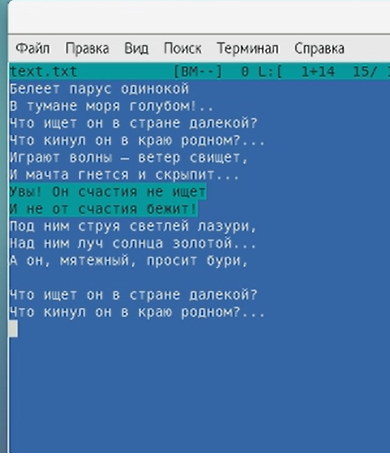 Файл Правка Вид Поиск Терминал Справка
text.txt [BM--] 0 L:[ 1+14 15/
Белеет парус одинокой
В тумане моря голубом!..
Что ищет он в стране далекой?
Что кинул он в краю родном?...
Играют волны — ветер свищет,
И мачта гнется и скрыпит...
Увы! Он счастия не ищет
И не от счастия бежит!
Под ним струя светлей лазури,
Над ним луч солнца золотой...
А он, мятежный, просит бури,
Что ищет он в стране далекой?
Что кинул он в краю родном?...